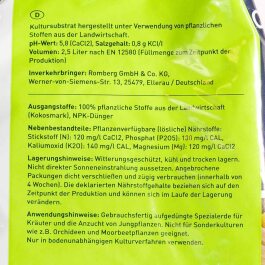 Kultursubstrat hergestellt unter Verwendung von pflanzlichen
Stoffen aus der Landwirtschaft.
pH-Wert: 5,8 (CaCl2), Salzgehalt: 0,8 g KCl/l
Volumen: 2,5 Liter nach EN 12580 (Füllmenge zum Zeitpunkt der
Produktion)
Inverkehrbringer: Romberg GmbH & Co. KG,
Werner-von-Siemens-Str. 13, 25479, Ellerau / Deutschland
Ausgangsstoffe: 100% pflanzliche Stoffe aus der Landwirtschaft
(Kokosmark), NPK-Dünger
Nebenbestandteile: Pflanzenverfügbare (lösliche) Nährstoffe:
Stickstoff (N): 120 mg/l CaCl2, Phosphat (P2O5): 130 mg/l CAL,
Kaliumoxid (K2O): 140 mg/l CAL, Magnesium (Mg): 120 mg/l CaCl2
Lagerungshinweise: Witterungsgeschützt, kühl und trocken lagern.
Nicht direkter Sonneneinstrahlung aussetzen. Angebrochene
Packungen dicht verschließen und zügig verbrauchen (innerhalb von
4 Wochen). Die deklarierten Nährstoffgehalte beziehen sich auf den
Zeitpunkt der Produktion und können sich im Laufe der Lagerung
verändern.
Anwendungshinweise: Gebrauchsfertig aufgedüngte Spezialerde für
Kräuter und die Anzucht von Jungpflanzen. Nicht für Sonderkulturen
wie z.B. Orchideen und Moorbeetpflanzen geeignet.
Nur in bodenunabhängigen Kulturverfahren verwenden.